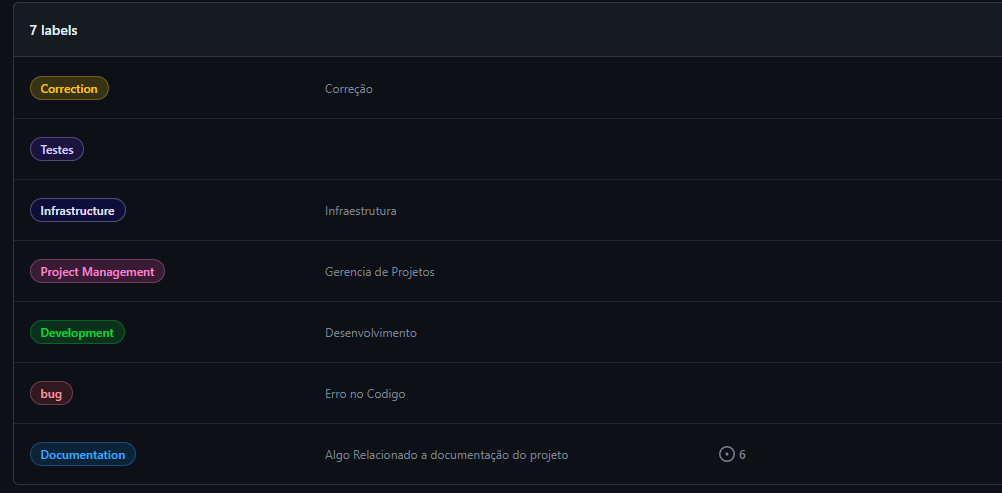 7 labels
Correction Correção
Testes
Infrastructure Infraestrutura
Project Management Gerencia de Projetos
Development Desenvolvimento
bug Erro no Codigo
Documentation Algo Relacionado a documentação do projeto 6